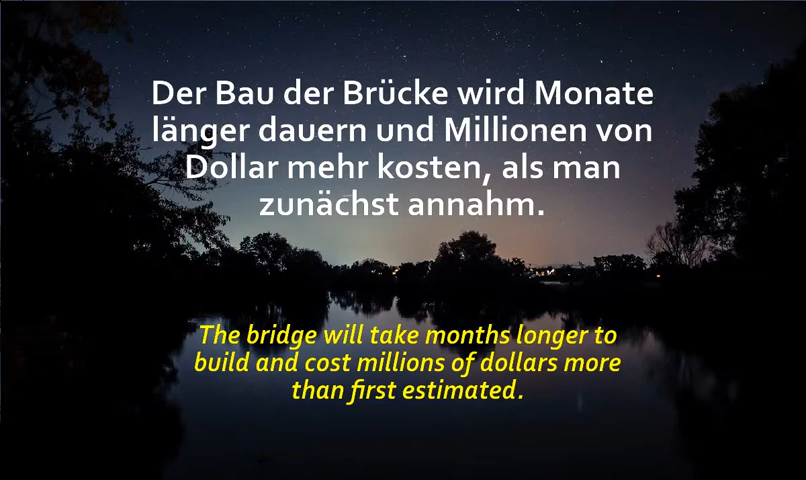 Der Bau der Brücke wird Monate
länger dauern und Millionen von
Dollar mehr kosten, als man
zunächst annahm.
The bridge will take months longer to
build and cost millions of dollars more
than first estimated.